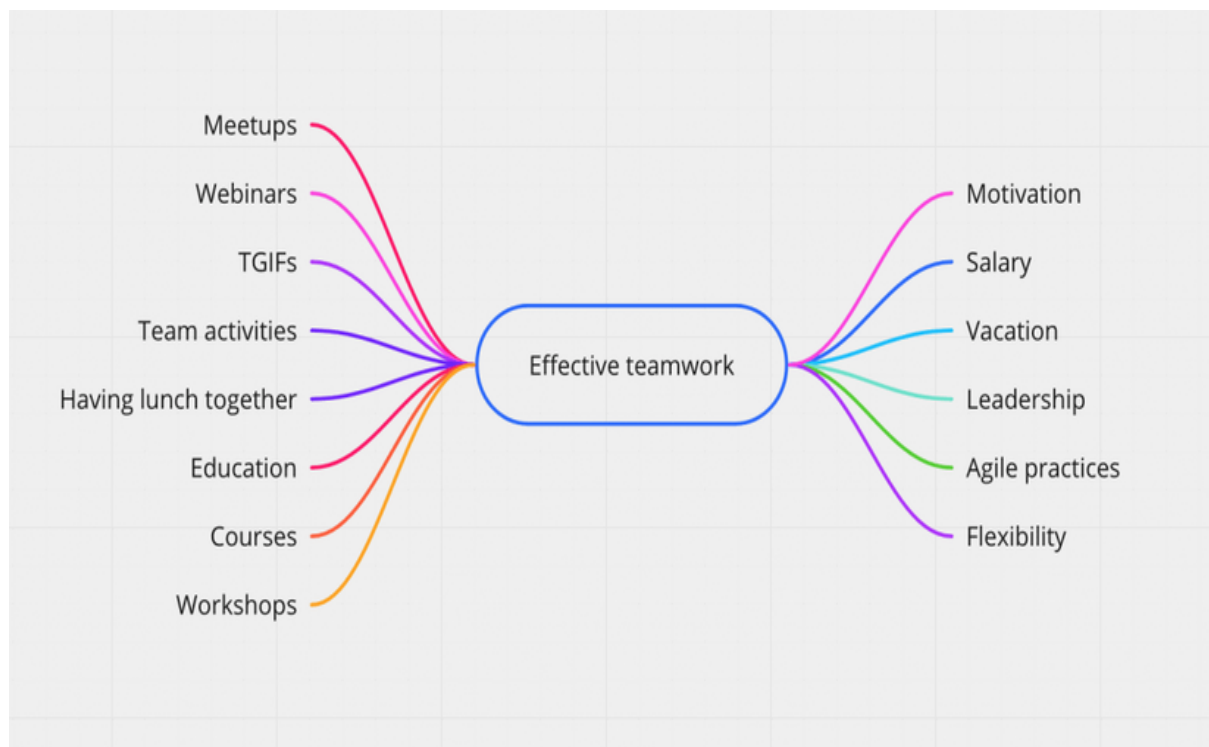 Meetups
Webinars
TGIFs
Team activities
Having lunch together
Education
Courses
Workshops
Effective teamwork
Motivation
Salary
Vacation
Leadership
Agile practices
Flexibility